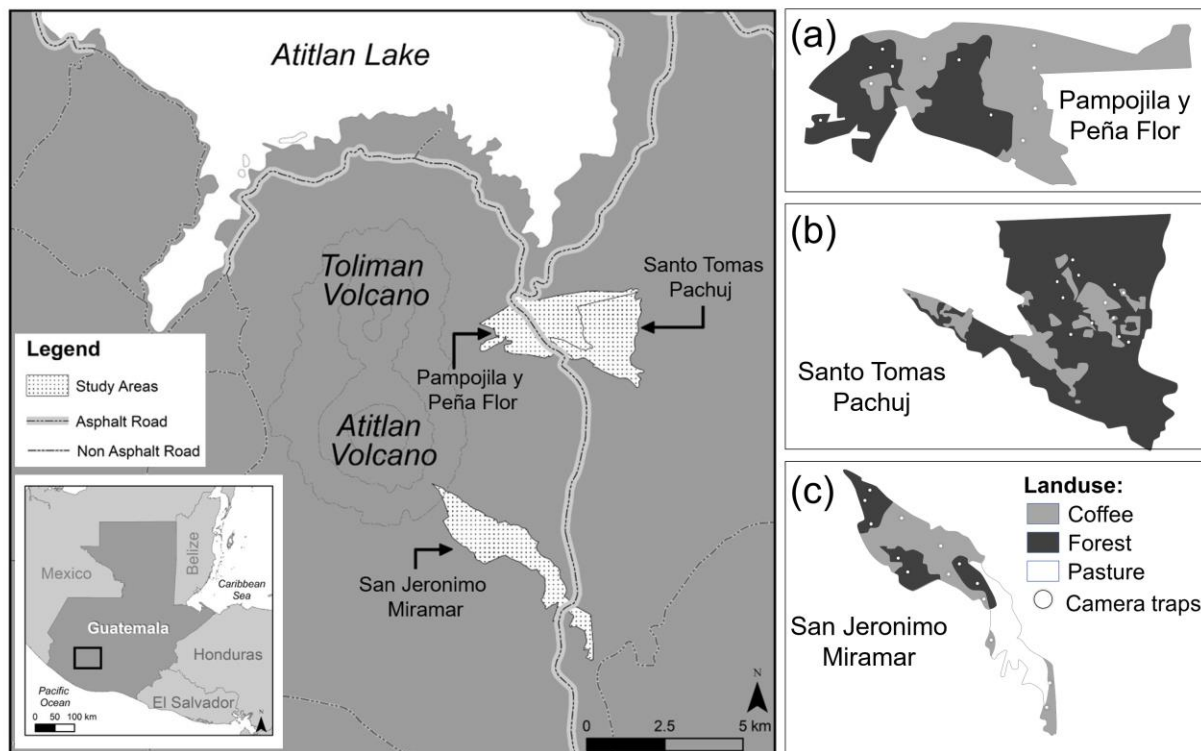 Atitlan Lake
Toliman
Volcano
Santo Tomas
Pachuj
Pampojila y
Peña Flor
Atitlan
Volcano
San Jeronimo
Miramar
Legend
Study Areas
Asphalt Road
Non Asphalt Road
Mexico
Belize
Caribbean
Sea
Guatemala
Honduras
El Salvador
Pacific
Ocean
0 50 100 km
N
N
0 2.5 5 km
(a)
Pampojila y
Peña Flor
(b)
Santo Tomas
Pachuj
(c)
Landuse:
Coffee
Forest
Pasture
Camera traps
San Jeronimo
Miramar